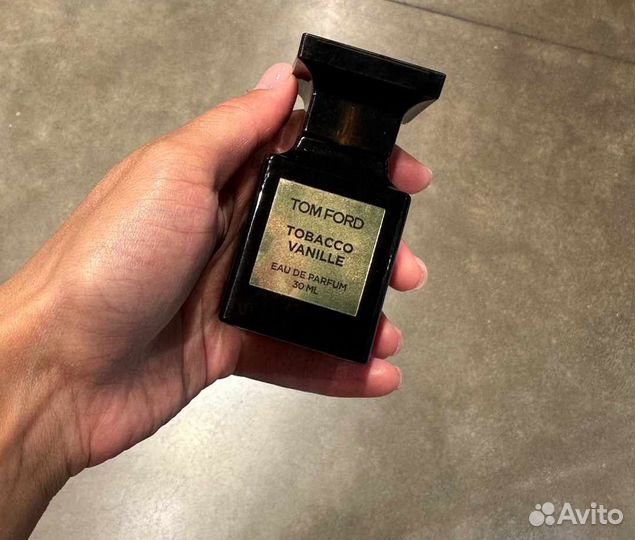 TOM FORD
TOBACCO
VANILLE
EAU DE PARFUM
30 ML
Avito